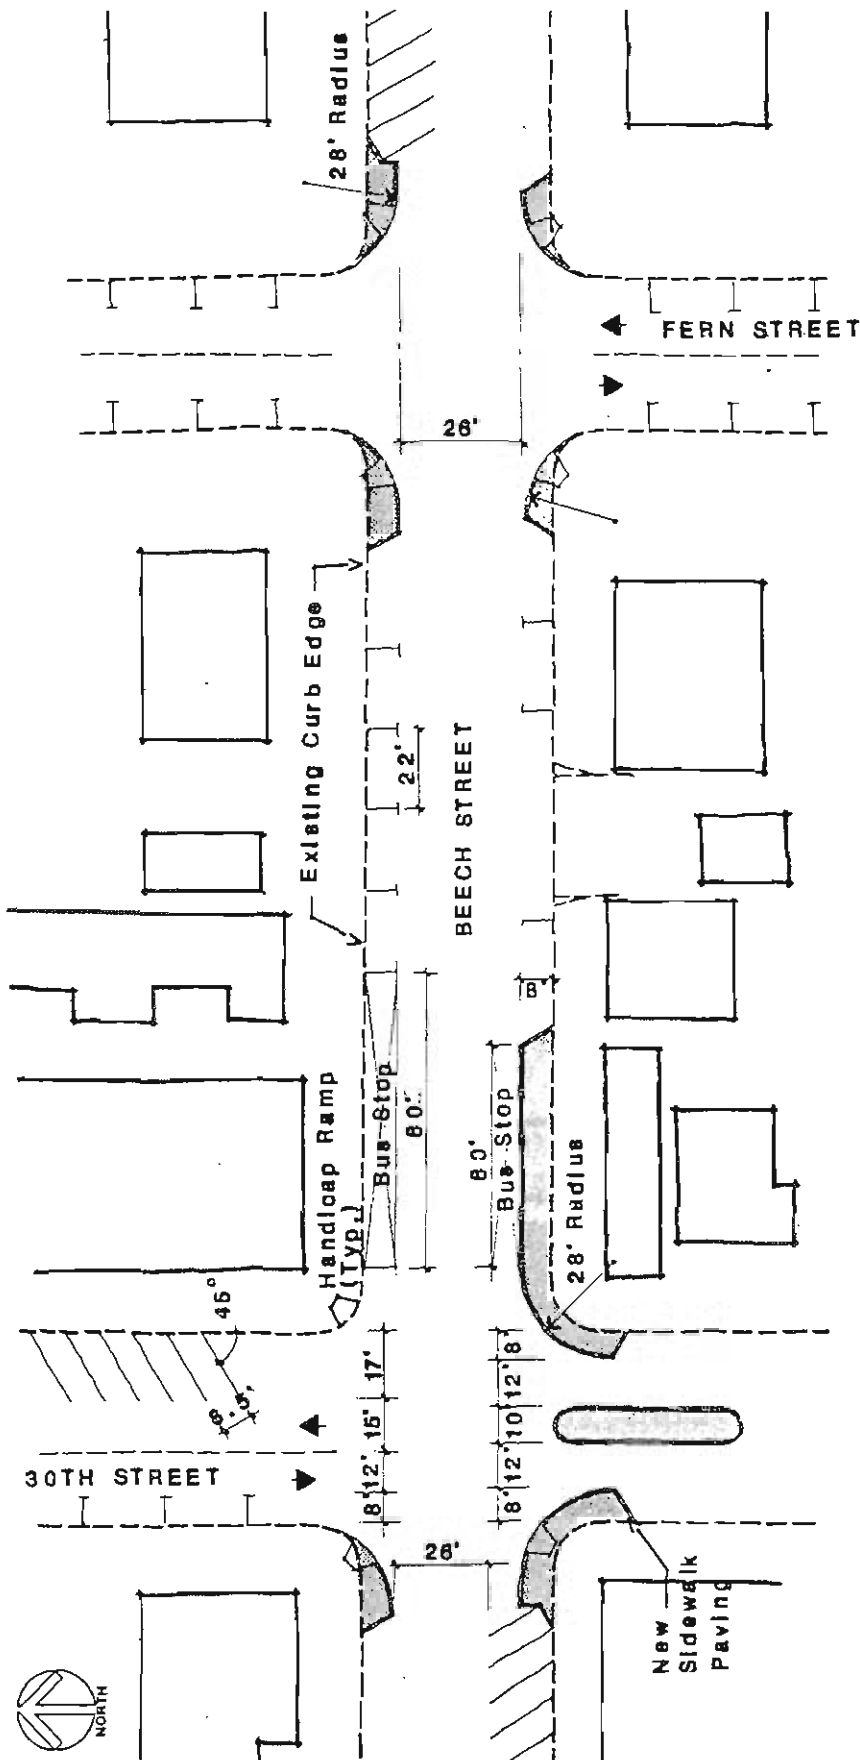 28' Radius
FERN STREET
26'
Existing Curb Edge
22'
BEECH STREET
8'
Handicap Ramp
(Typ.)
Bus Stop
80'
80'
Bus Stop
28' Radius
45°
8.5'
17'
15'
12'
8'
8'
12'
10'
12'
8'
30TH STREET
26'
New
Sidewalk
Paving
NORTH